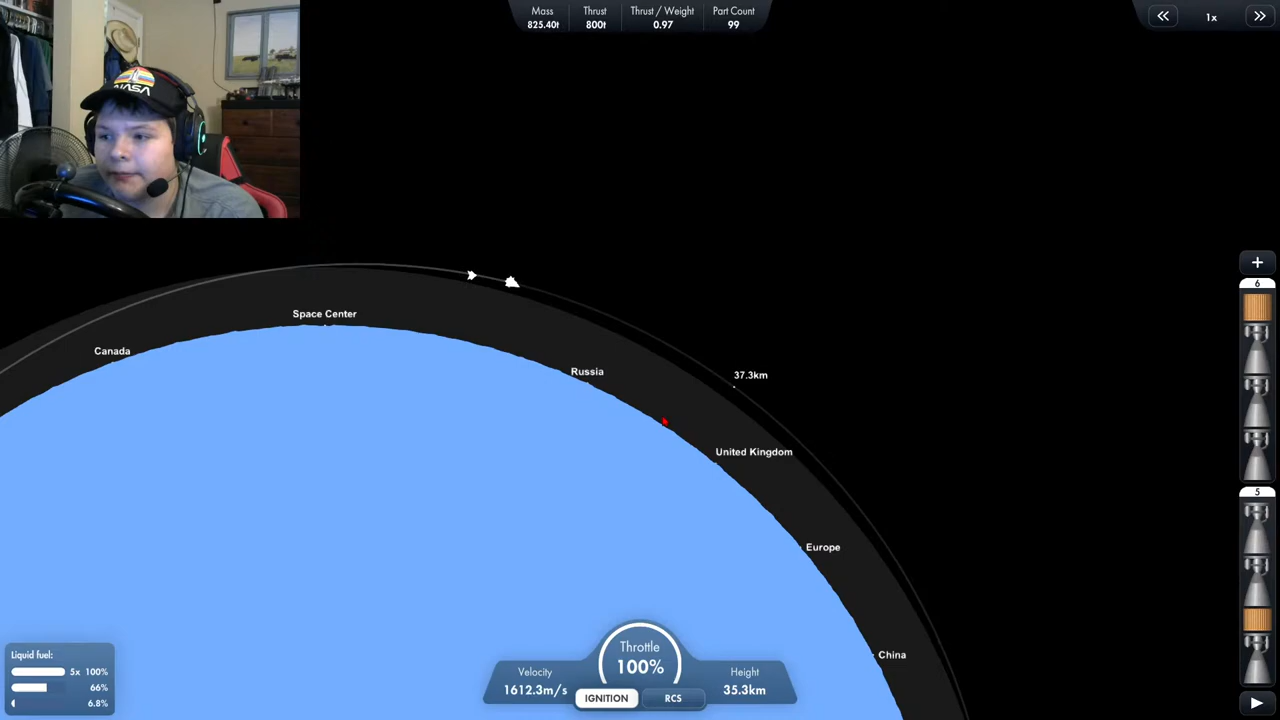 Mass
825.40t
Thrust
800t
Thrust / Weight
0.97
Part Count
99
1x
NASA
6
Space Center
Canada
Russia
37.3km
United Kingdom
Europe
China
5
Liquid fuel:
5x 100%
66%
6.8%
Throttle
100%
Velocity
1612.3m/s
IGNITION
RCS
Height
35.3km